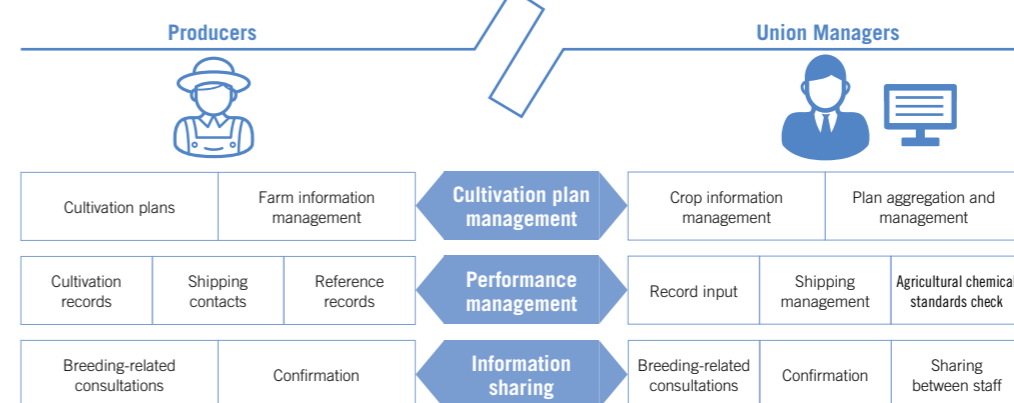 Producers
Union Managers
Cultivation plans
Farm information
management
Cultivation plan
management
Crop information
management
Plan aggregation and
management
Cultivation
records
Shipping
contacts
Reference
records
Performance
management
Record input
Shipping
management
Agricultural chemical
standards check
Breeding-related
consultations
Confirmation
Information
sharing
Breeding-related
consultations
Confirmation
Sharing
between staff